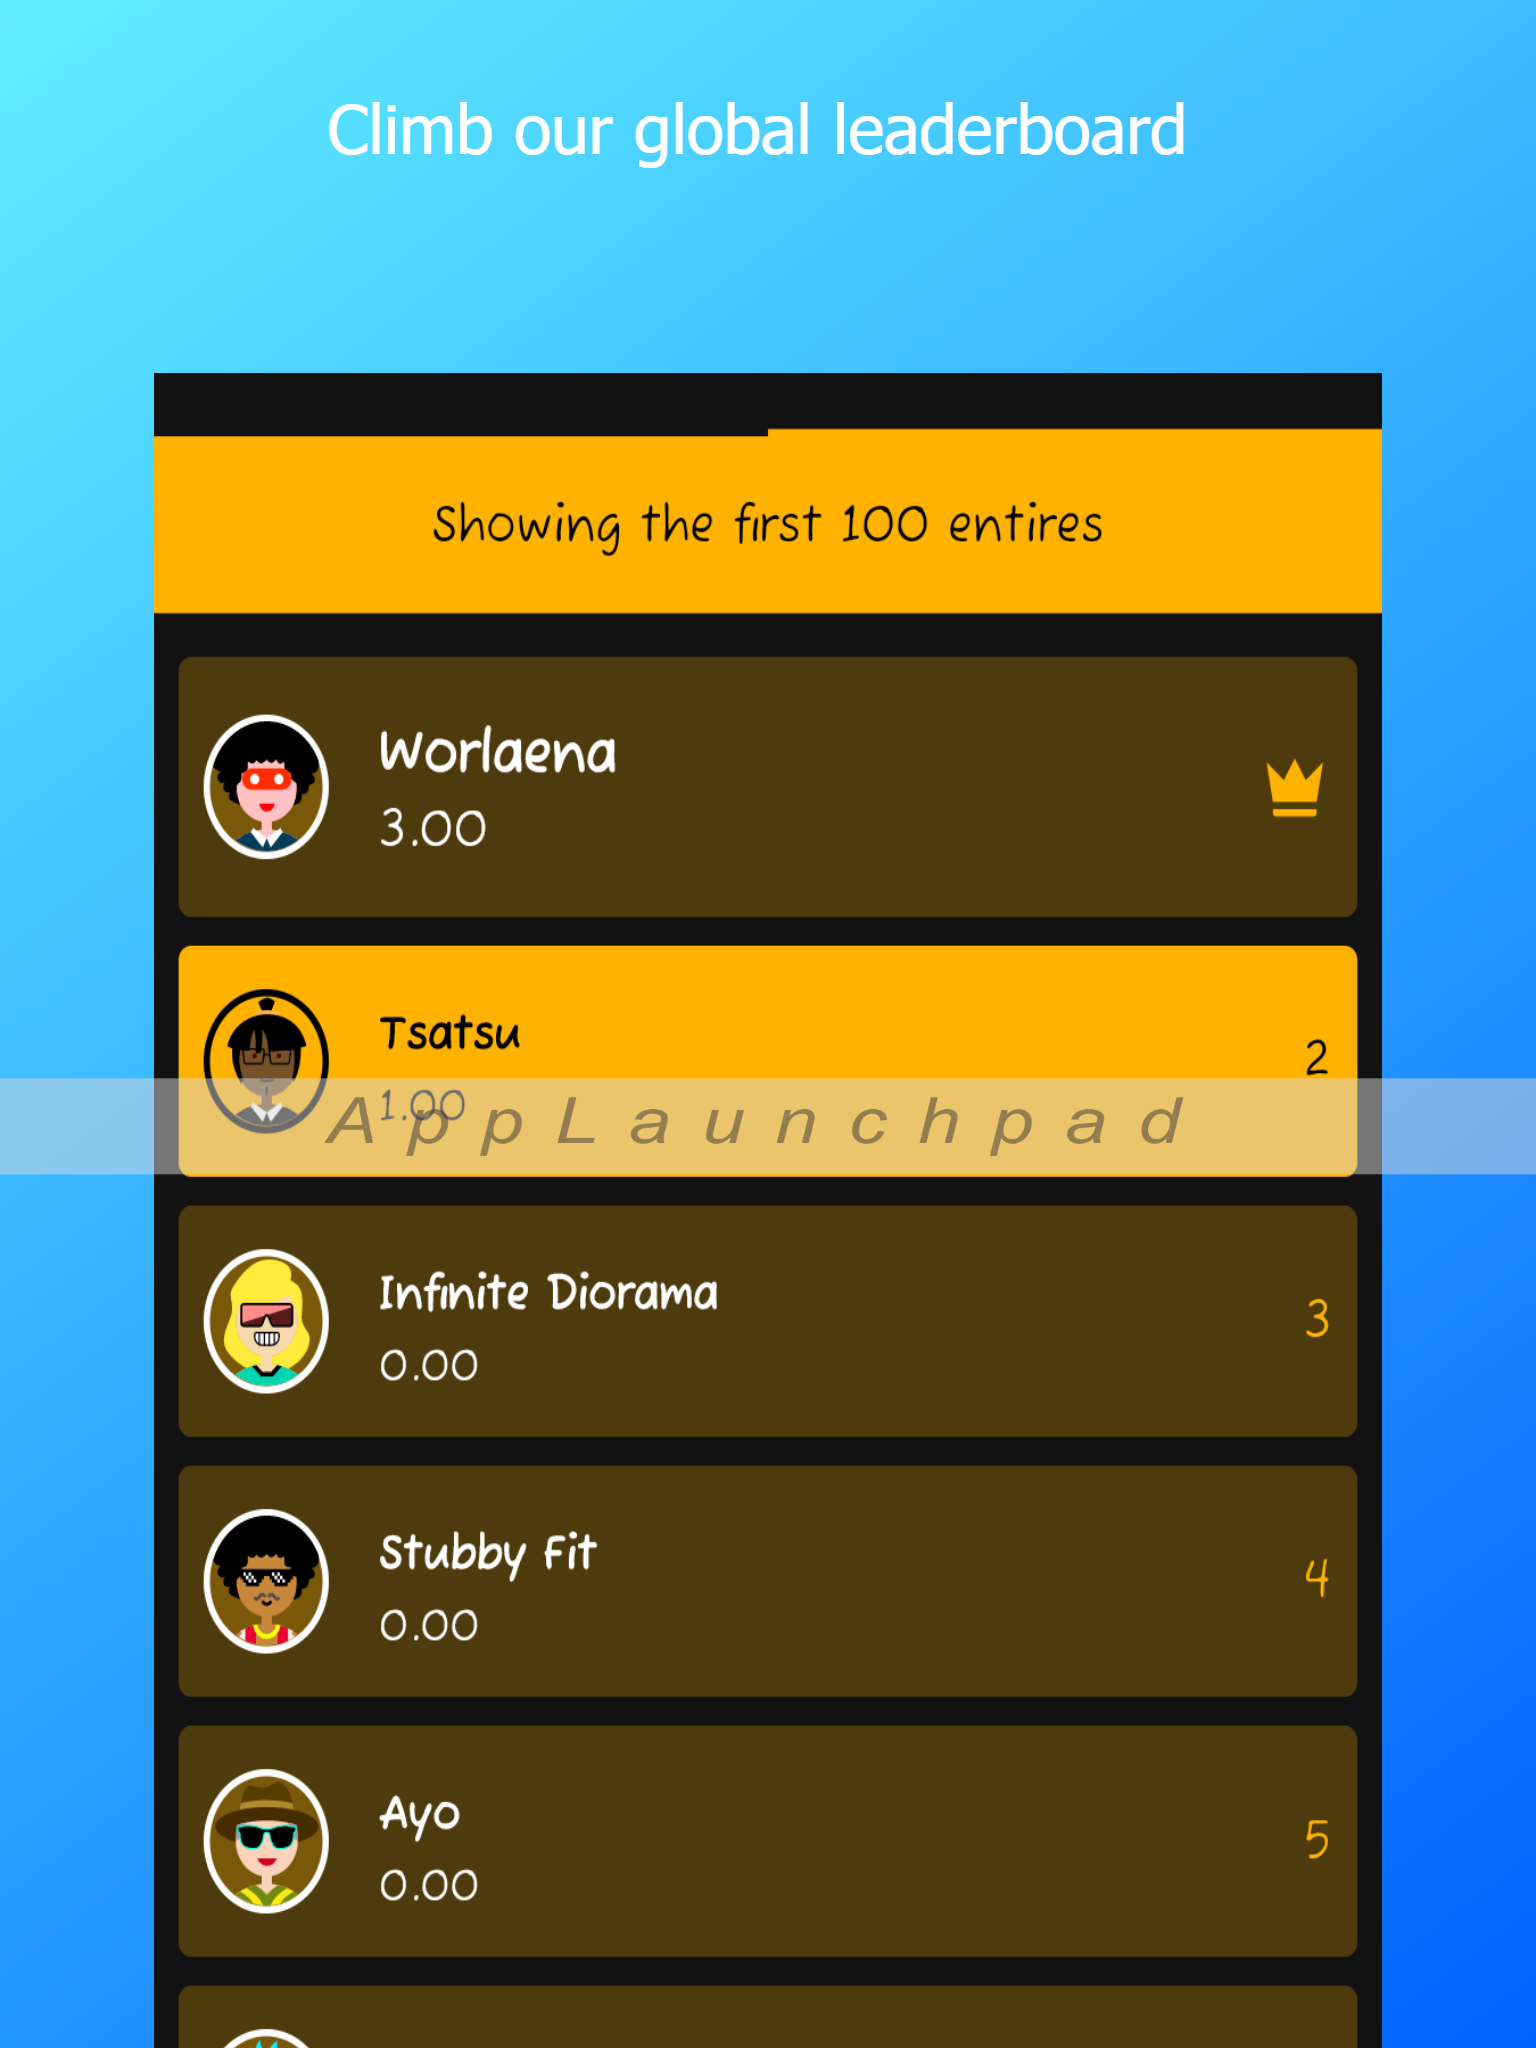 Climb our global leaderboard
Showing the first 100 entires
Worlaena
3.00
Tsatsu
2
1.00
AppLaunchpad
Infinite Diorama
3
0.00
Stubby Fit
4
0.00
Ayo
5
0.00